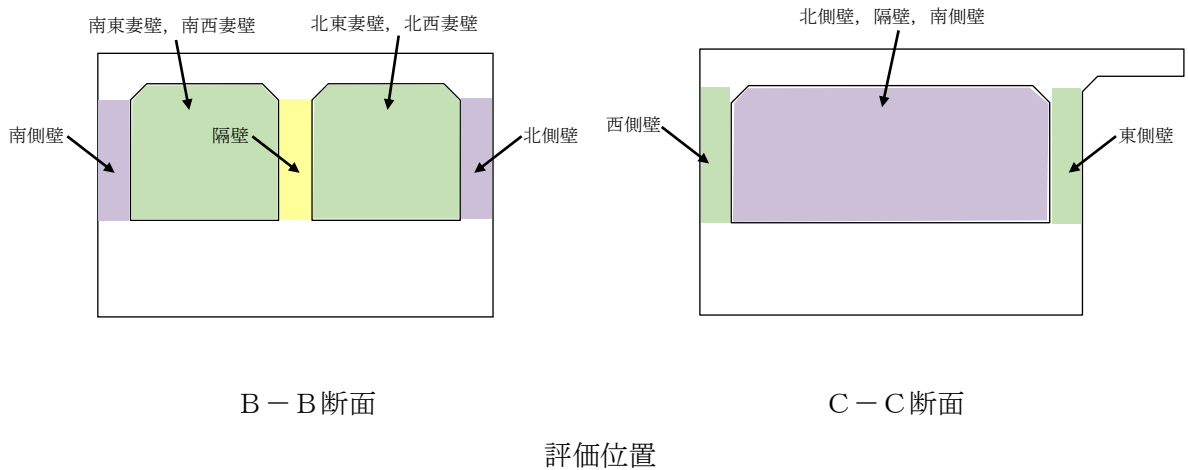 南東妻壁，南西妻壁
北東妻壁，北西妻壁
南側壁
隔壁
北側壁
北側壁，隔壁，南側壁
西側壁
東側壁
Ｂ－Ｂ断面
Ｃ－Ｃ断面
評価位置